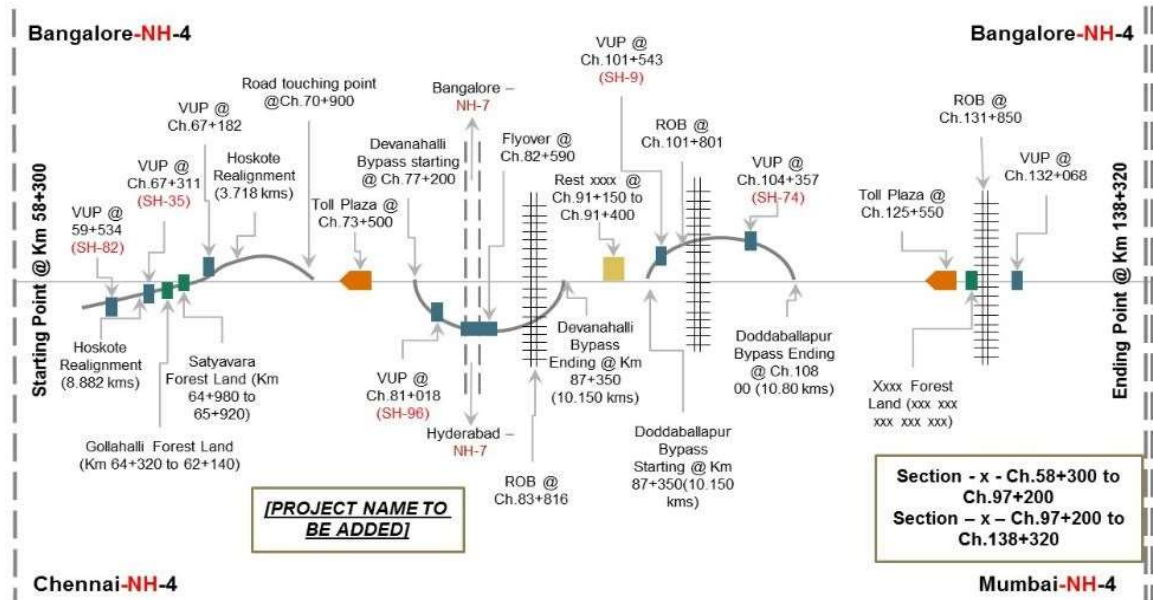 Bangalore-NH-4
Bangalore-NH-4
Starting Point @ Km 58+300
Ending Point @ Km 138+320
VUP @
59+534
(SH-82)
VUP @
Ch.67+311
(SH-35)
VUP @
Ch.67+182
Hoskote
Realignment
(3.718 kms)
Road touching point
@Ch.70+900
Toll Plaza @
Ch.73+500
Devanahalli
Bypass starting
@ Ch.77+200
Bangalore –
NH-7
Flyover @
Ch.82+590
Rest xxxx @
Ch.91+150 to
Ch.91+400
VUP @
Ch.101+543
(SH-9)
ROB @
Ch.101+801
VUP @
Ch.104+357
(SH-74)
Toll Plaza @
Ch.125+550
ROB @
Ch.131+850
VUP @
Ch.132+068
Hoskote
Realignment
(8.882 kms)
Satyavara
Forest Land (Km
64+980 to
65+920)
Gollahalli Forest Land
(Km 64+320 to 62+140)
VUP @
Ch.81+018
(SH-96)
Hyderabad –
NH-7
ROB @
Ch.83+816
Devanahalli
Bypass
Ending @ Km
87+350
(10.150 kms)
Doddaballapur
Bypass
Starting @ Km
87+350(10.150
kms)
Doddaballapur
Bypass Ending
@ Ch.108
00 (10.80 kms)
Xxxx Forest
Land (xxx xxx
xxx xxx xxx)
[PROJECT NAME TO
BE ADDED]
Section - x - Ch.58+300 to
Ch.97+200
Section – x – Ch.97+200 to
Ch.138+320
Chennai-NH-4
Mumbai-NH-4